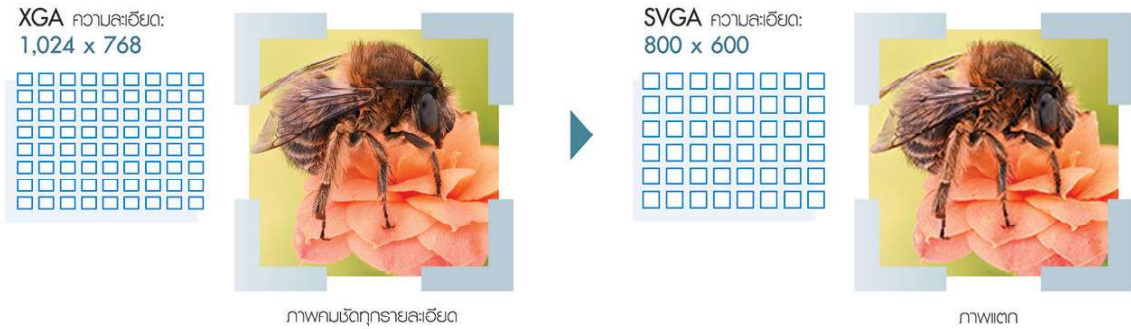 XGA ความละเอียด:
1,024 x 768
ภาพคมชัดทุกรายละเอียด
SVGA ความละเอียด:
800 x 600
ภาพแตก